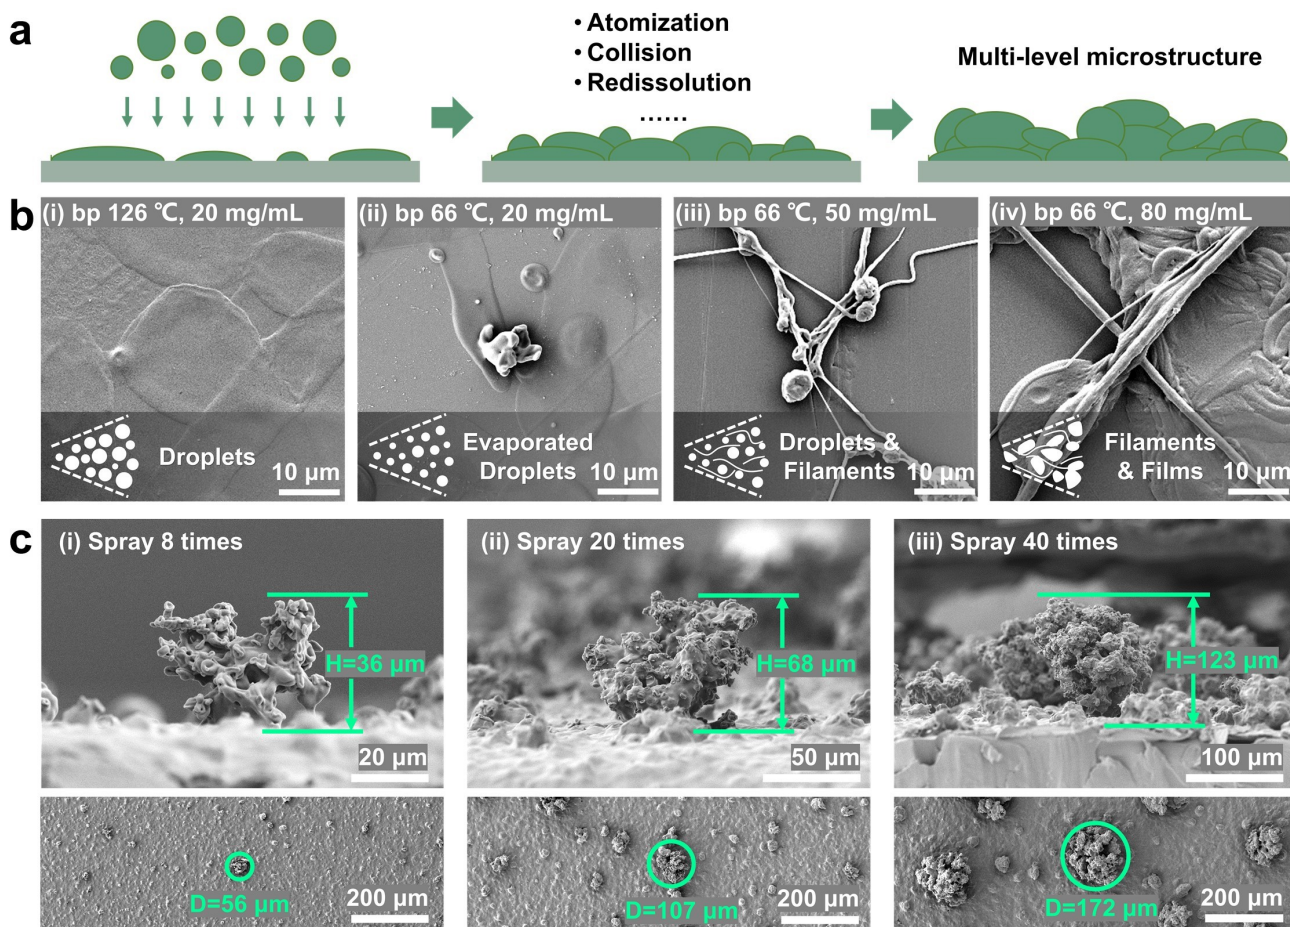 a
• Atomization
• Collision
• Redissolution
......
Multi-level microstructure
b
(i) bp 126 ℃, 20 mg/mL
(ii) bp 66 ℃, 20 mg/mL
(iii) bp 66 ℃, 50 mg/mL
(iv) bp 66 ℃, 80 mg/mL
Droplets
10 μm
Evaporated
Droplets
10 μm
Droplets &
Filaments
10 μm
Filaments
& Films
10 μm
c
(i) Spray 8 times
(ii) Spray 20 times
(iii) Spray 40 times
H=36 μm
H=68 μm
H=123 μm
20 μm
50 μm
100 μm
D=56 μm
200 μm
D=107 μm
200 μm
D=172 μm
200 μm